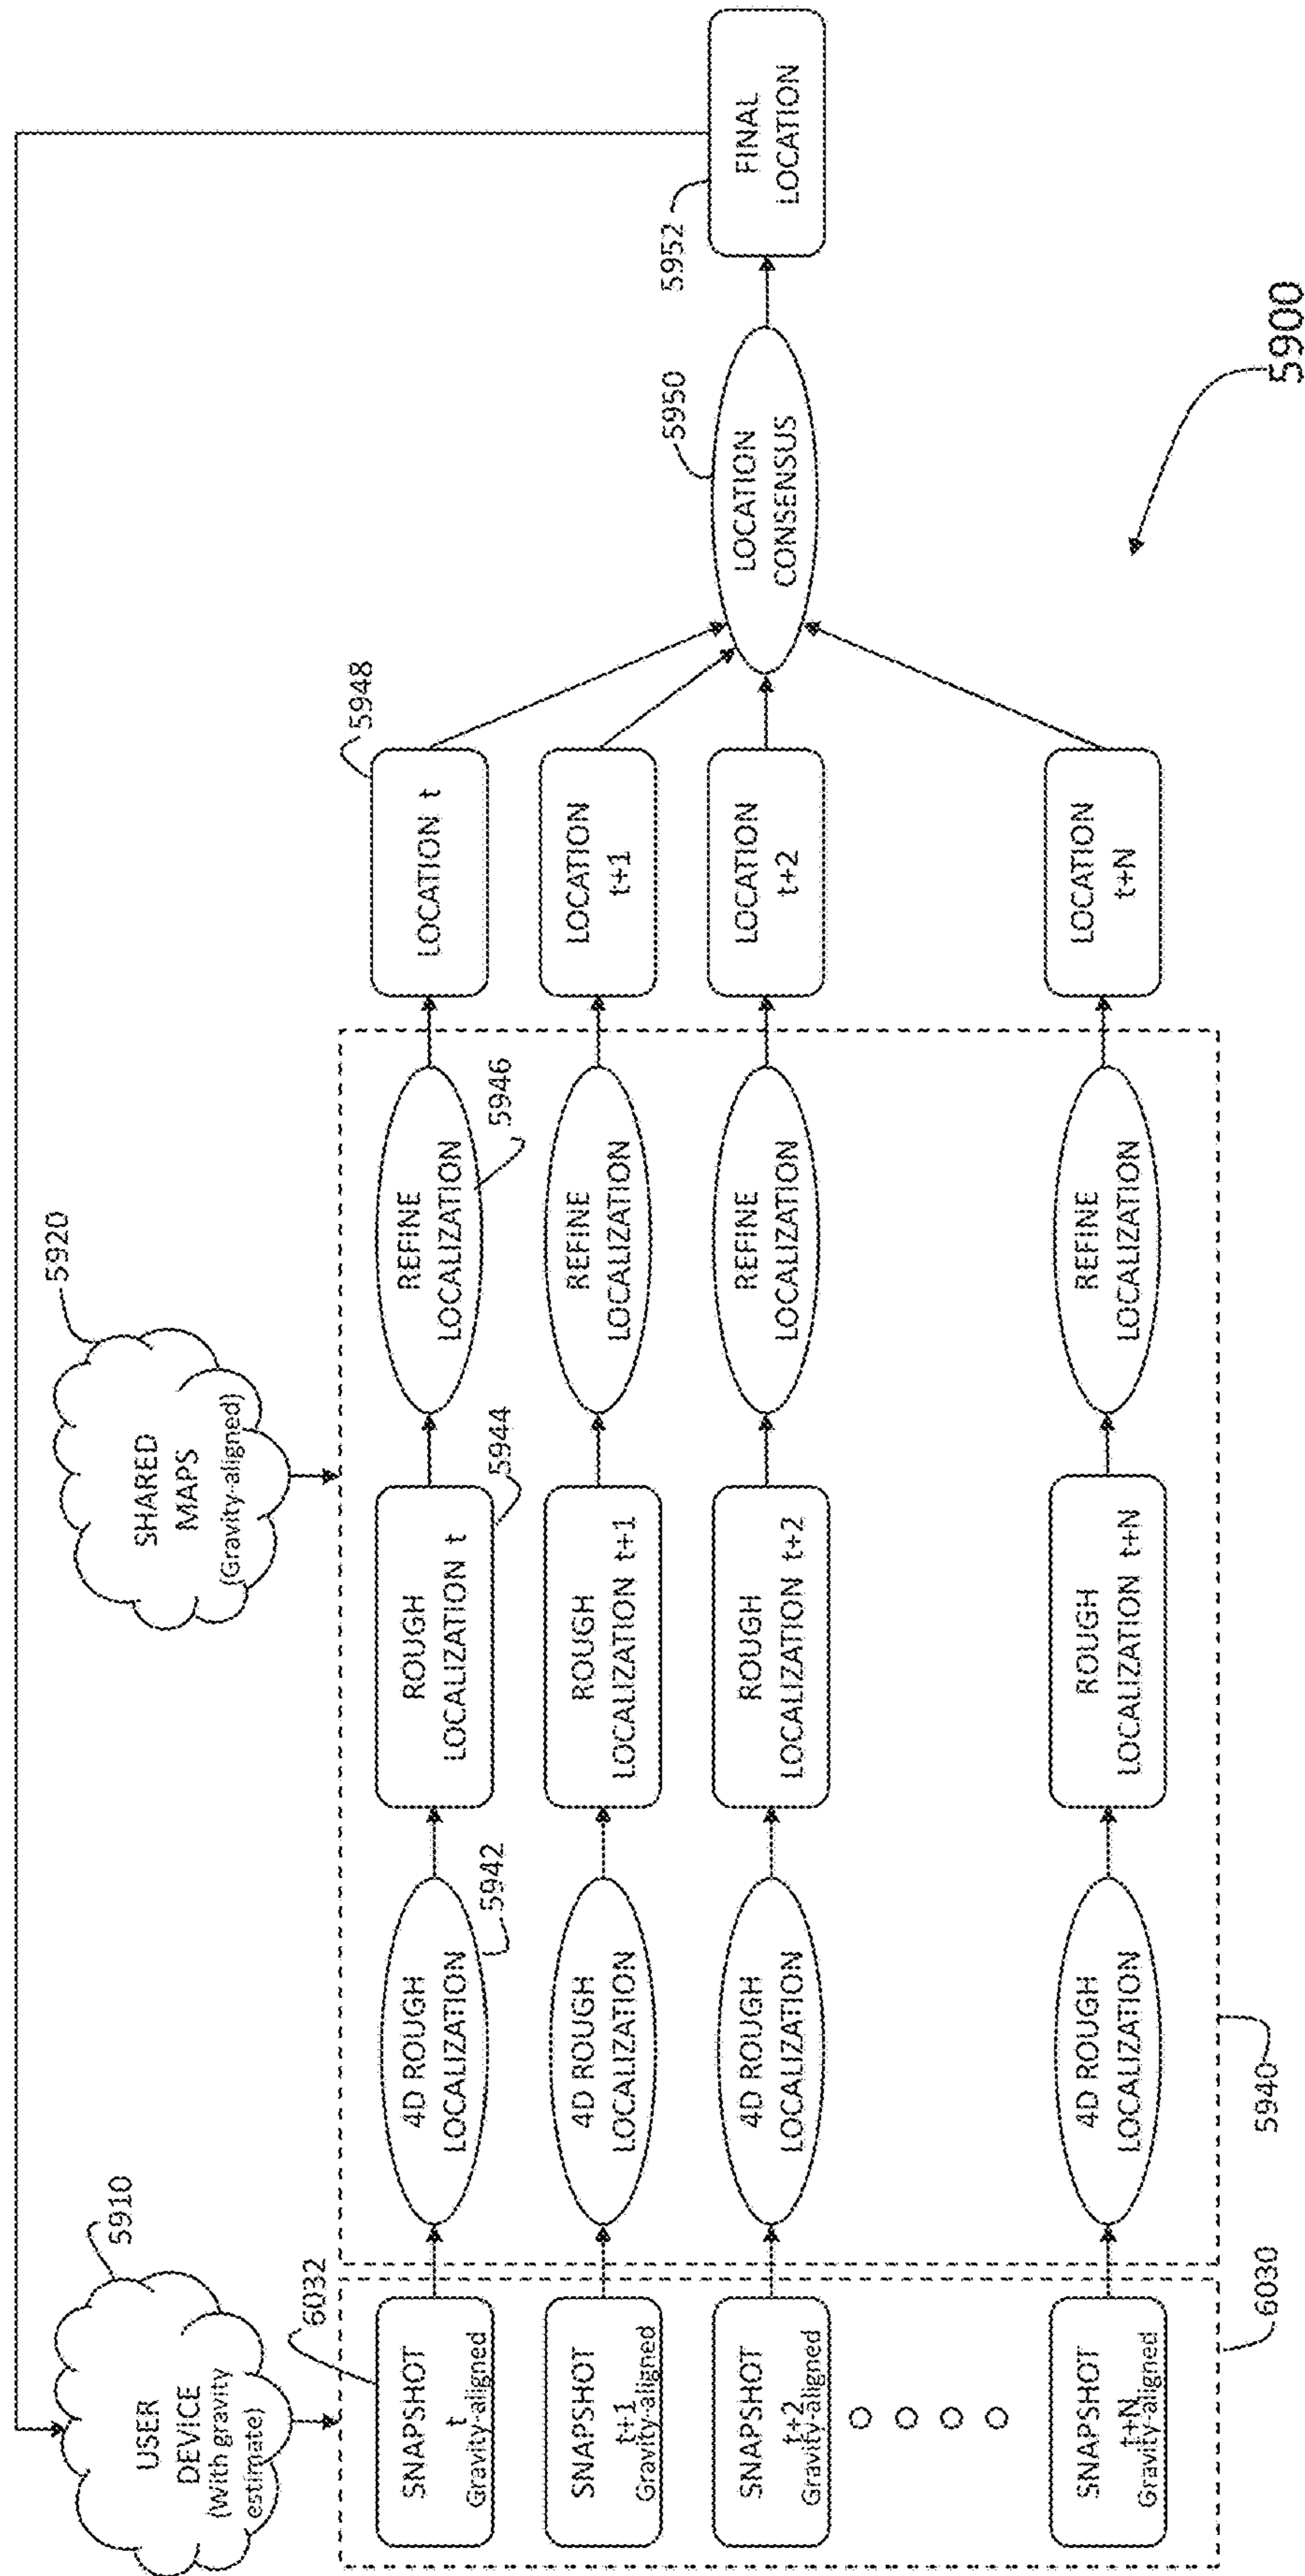 5910
USER
DEVICE
(With gravity
estimate)
5920
SHARED
MAPS
(Gravity-aligned)
6032
SNAPSHOT
t
Gravity-aligned
4D ROUGH
LOCALIZATION
5942
ROUGH
LOCALIZATION t
5944
REFINE
LOCALIZATION
5946
LOCATION t
5948
SNAPSHOT
t+1
Gravity-aligned
4D ROUGH
LOCALIZATION
ROUGH
LOCALIZATION t+1
REFINE
LOCALIZATION
LOCATION
t+1
SNAPSHOT
t+2
Gravity-aligned
4D ROUGH
LOCALIZATION
ROUGH
LOCALIZATION t+2
REFINE
LOCALIZATION
LOCATION
t+2
5950
LOCATION
CONSENSUS
5952
FINAL
LOCATION
SNAPSHOT
t+N
Gravity-aligned
4D ROUGH
LOCALIZATION
ROUGH
LOCALIZATION t+N
REFINE
LOCALIZATION
LOCATION
t+N
6030
5940
5900